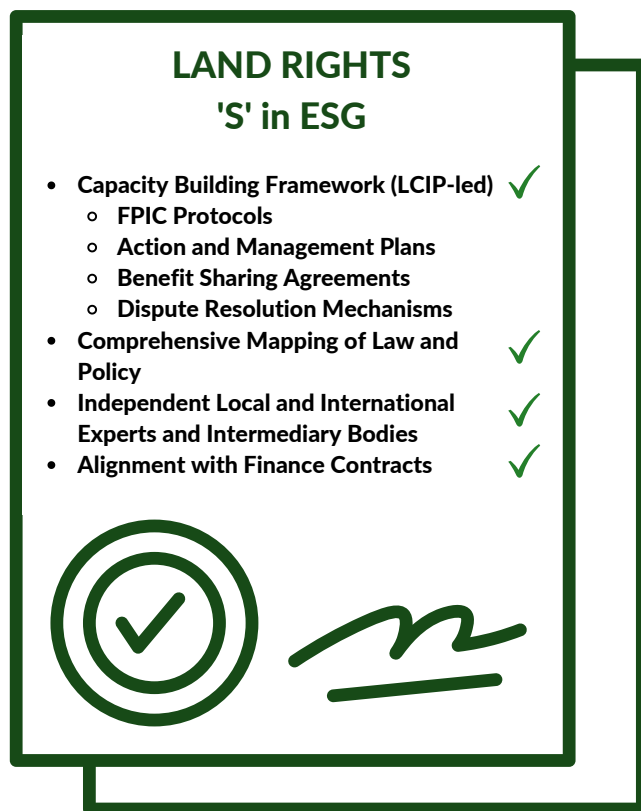 LAND RIGHTS
'S' in ESG
• Capacity Building Framework (LCIP-led)
◦ FPIC Protocols
◦ Action and Management Plans
◦ Benefit Sharing Agreements
◦ Dispute Resolution Mechanisms
• Comprehensive Mapping of Law and
Policy
• Independent Local and International
Experts and Intermediary Bodies
• Alignment with Finance Contracts